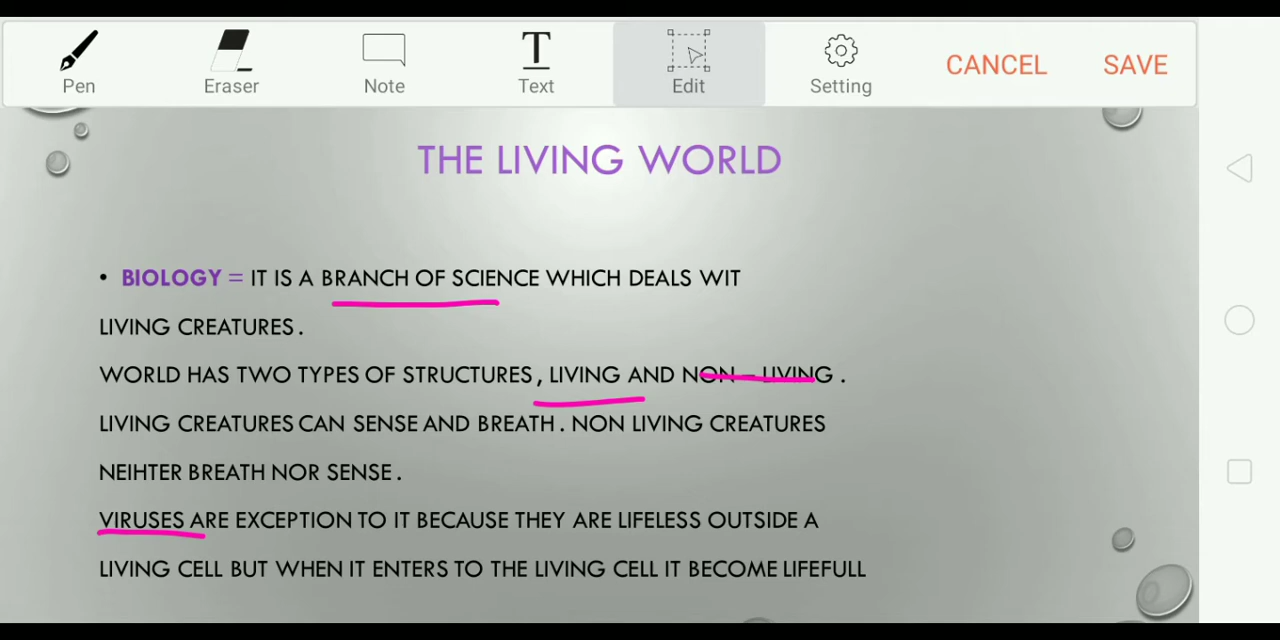 Pen Eraser Note Text Edit Setting CANCEL SAVE
THE LIVING WORLD
• BIOLOGY = IT IS A BRANCH OF SCIENCE WHICH DEALS WIT
LIVING CREATURES .
WORLD HAS TWO TYPES OF STRUCTURES , LIVING AND NON – LIVING .
LIVING CREATURES CAN SENSE AND BREATH . NON LIVING CREATURES
NEIHTER BREATH NOR SENSE .
VIRUSES ARE EXCEPTION TO IT BECAUSE THEY ARE LIFELESS OUTSIDE A
LIVING CELL BUT WHEN IT ENTERS TO THE LIVING CELL IT BECOME LIFEFULL